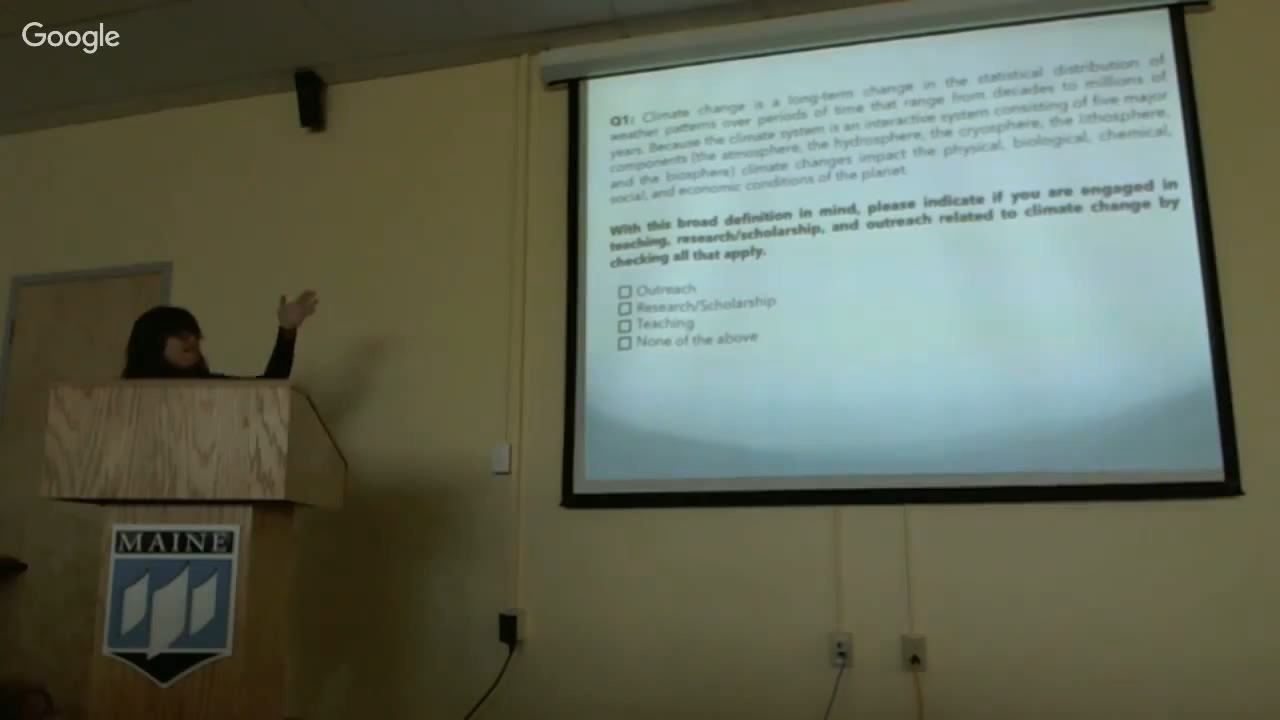 Google
Q1: Climate change is a long-term change in the statistical distribution of
weather patterns over periods of time that range from decades to millions of
years. Because the climate system is an interactive system consisting of five major
components (the atmosphere, the hydrosphere, the cryosphere, the lithosphere,
and the biosphere) climate changes impact the physical, biological, chemical,
social, and economic conditions of the planet.
With this broad definition in mind, please indicate if you are engaged in
teaching, research/scholarship, and outreach related to climate change by
checking all that apply.
Outreach
Research/Scholarship
Teaching
None of the above
MAINE